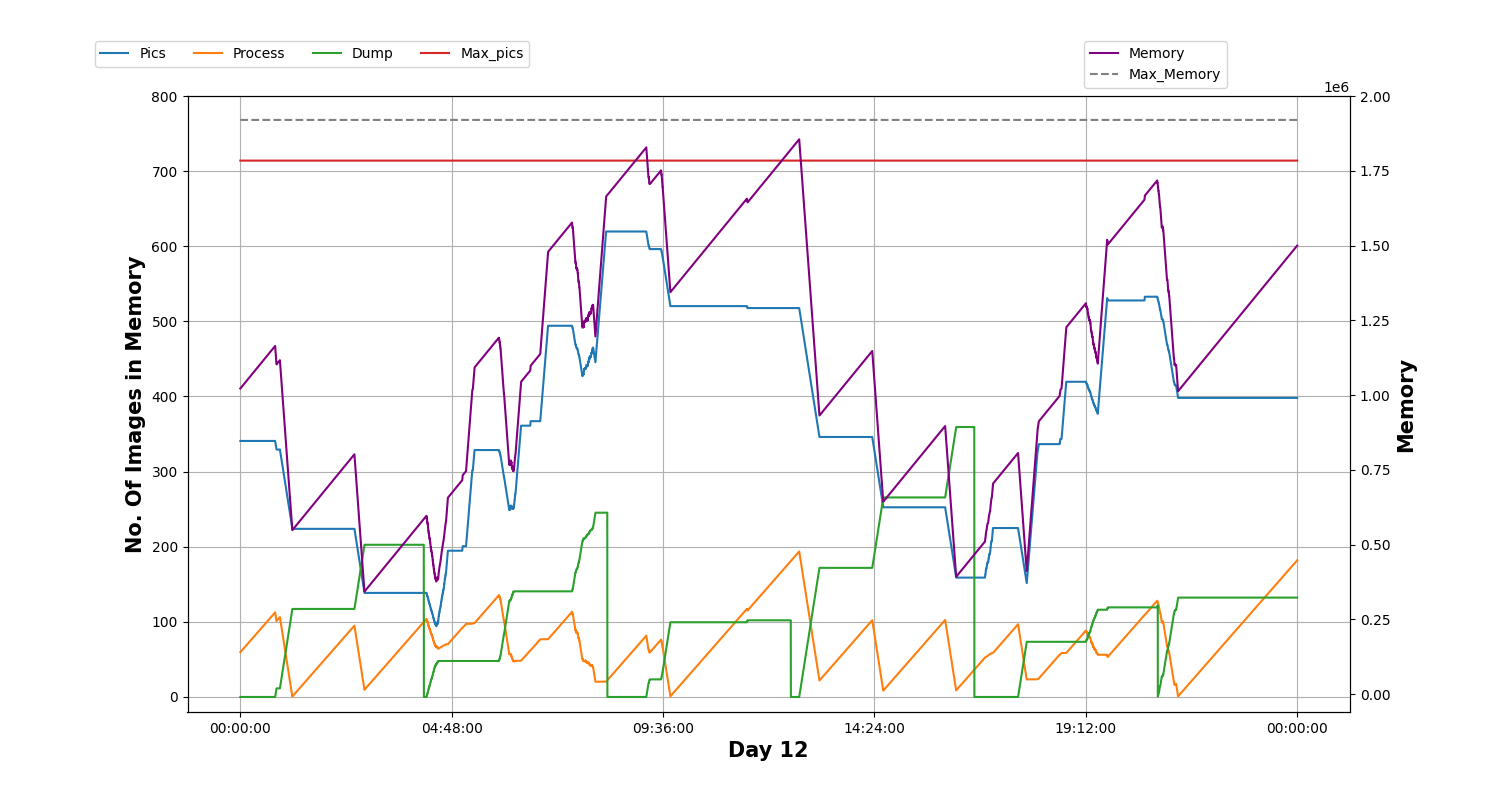 Pics Process Dump Max_pics
Memory
Max_Memory
1e6
800
700
600
500
400
300
200
100
0
No. Of Images in Memory
2.00
1.75
1.50
1.25
1.00
0.75
0.50
0.25
0.00
Memory
00:00:00 04:48:00 09:36:00 14:24:00 19:12:00 00:00:00
Day 12